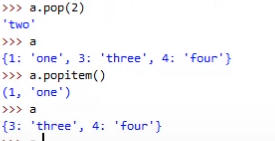 >>> a.pop(2)
'two'
>>> a
{1: 'one', 3: 'three', 4: 'four'}
>>> a.popitem()
(1, 'one')
>>> a
{3: 'three', 4: 'four'}